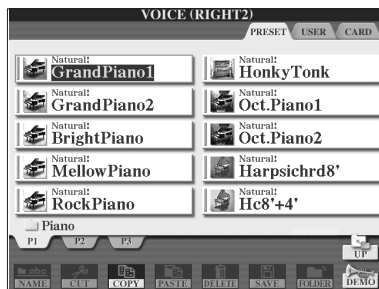 VOICE (RIGHT2)
PRESET USER CARD
Natural!
GrandPiano1
Natural!
GrandPiano2
Natural!
BrightPiano
Natural!
MellowPiano
Natural!
RockPiano
Natural!
HonkyTonk
Natural!
Oct.Piano1
Natural!
Oct.Piano2
Natural!
Harpsichrd8'
Natural!
Hc8'+4'
Piano
P1 P2 P3
UP
NAME CUT COPY PASTE DELETE SAVE FOLDER DEMO